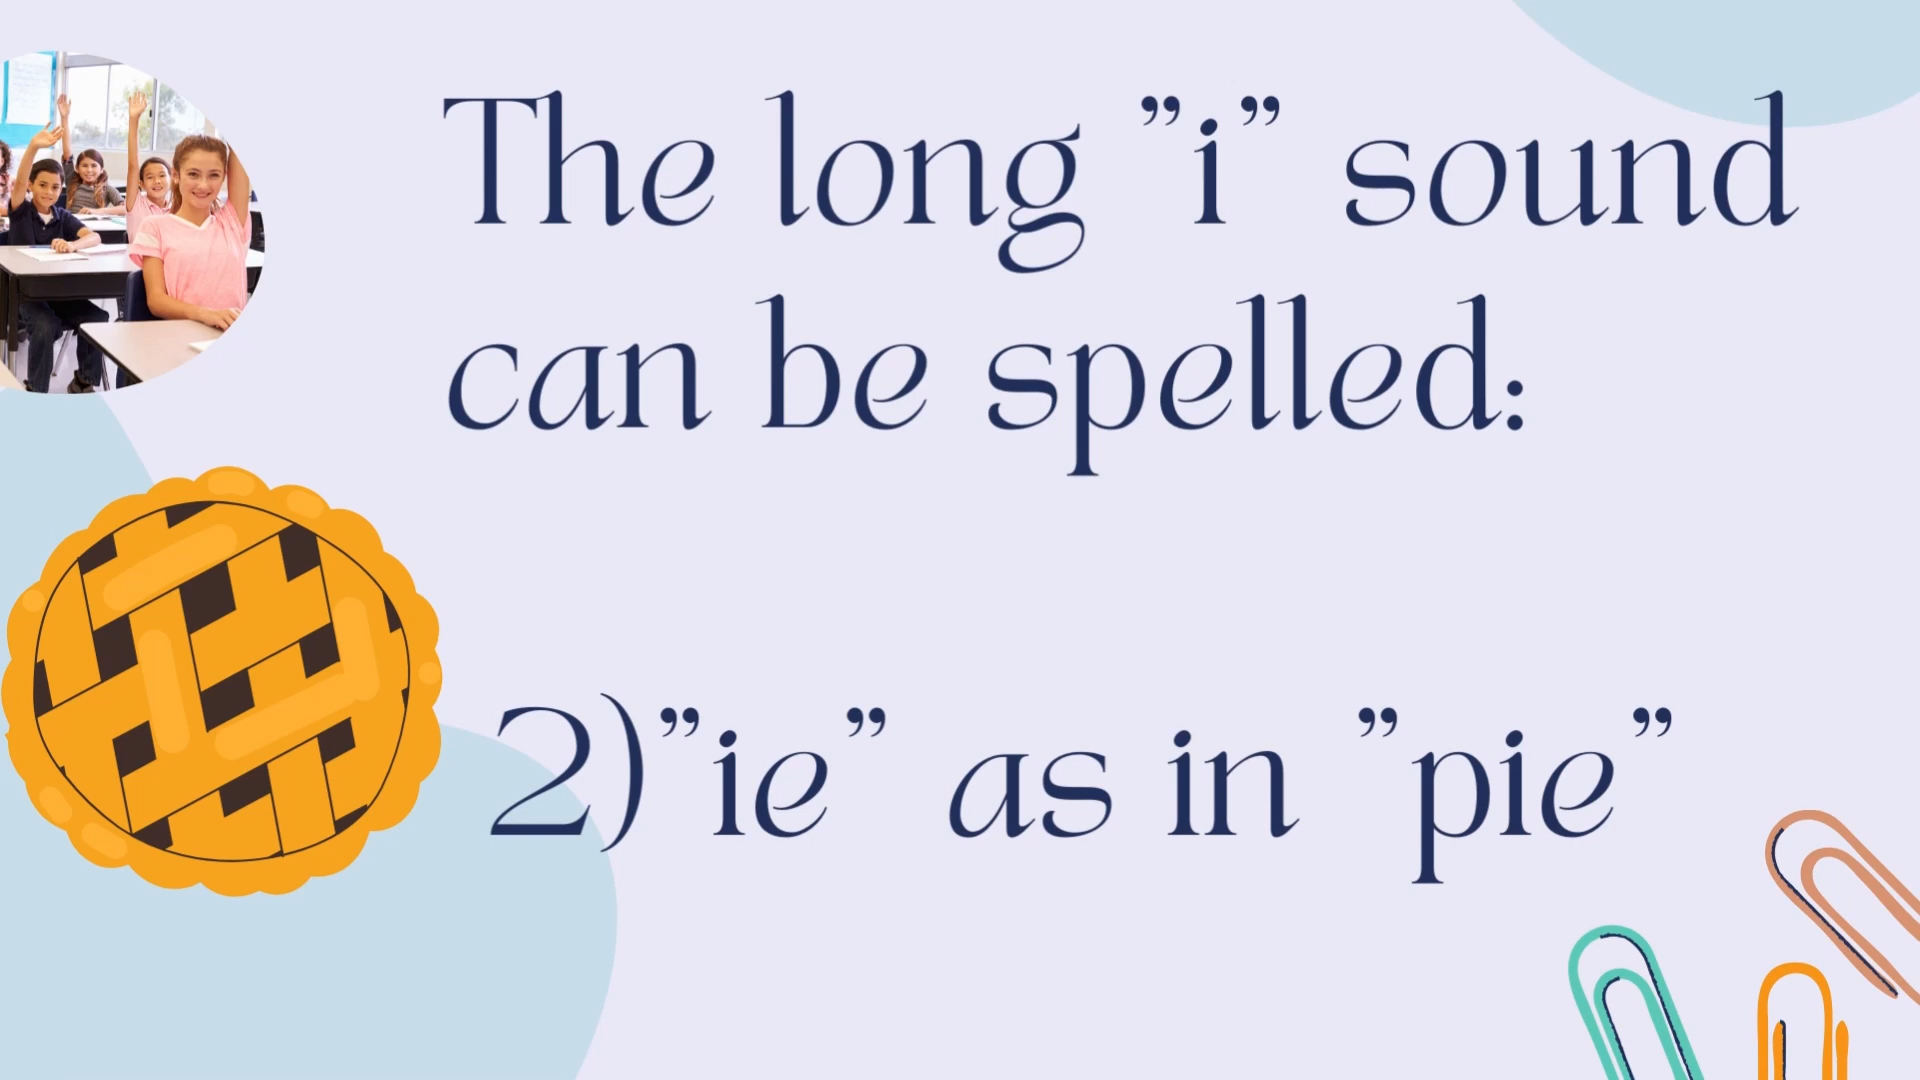 The long ”i” sound
can be spelled:
2)”ie” as in ”pie”